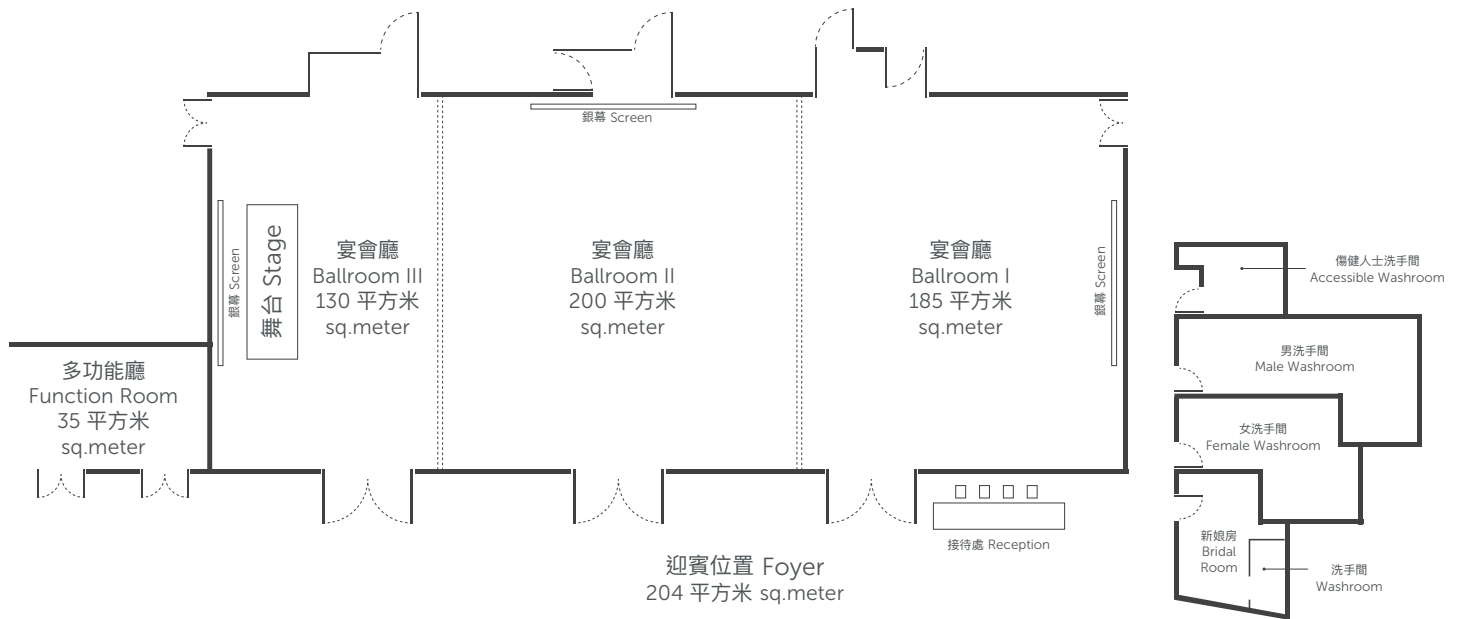 銀幕 Screen
銀幕 Screen
舞台 Stage
宴會廳
Ballroom III
130 平方米
sq.meter
宴會廳
Ballroom II
200 平方米
sq.meter
宴會廳
Ballroom I
185 平方米
sq.meter
銀幕 Screen
傷健人士洗手間
Accessible Washroom
男洗手間
Male Washroom
多功能廳
Function Room
35 平方米
sq.meter
女洗手間
Female Washroom
接待處 Reception
新娘房
Bridal
Room
洗手間
Washroom
迎賓位置 Foyer
204 平方米 sq.meter